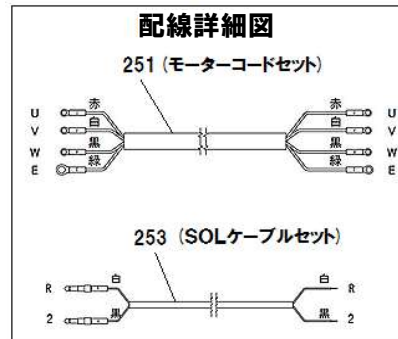 配線詳細図
251 (モーターコードセット)
U 赤 赤 U
V 白 白 V
W 黒 黒 W
E 緑 緑 E
253 (SOLケーブルセット)
R 白 白 R
2 黒 黒 2